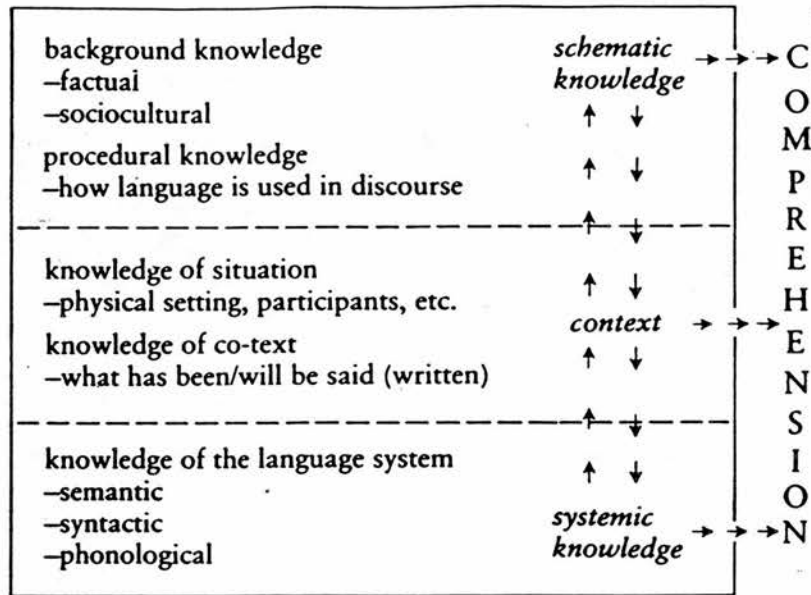 background knowledge
–factual
–sociocultural
procedural knowledge
–how language is used in discourse
schematic
knowledge
knowledge of situation
–physical setting, participants, etc.
knowledge of co-text
–what has been/will be said (written)
context
knowledge of the language system
–semantic
–syntactic
–phonological
systemic
knowledge
COMPREHENSION